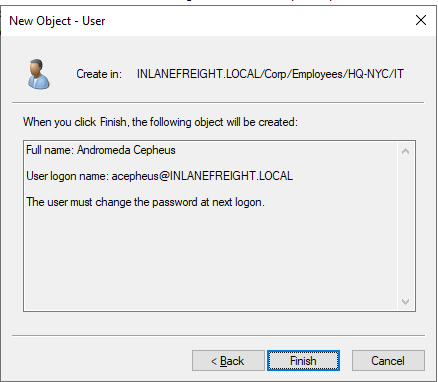 New Object - User
Create in: INLANEFREIGHT.LOCAL/Corp/Employees/HQ-NYC/IT
When you click Finish, the following object will be created:
Full name: Andromeda Cepheus
User logon name: acepheus@INLANEFREIGHT.LOCAL
The user must change the password at next logon.
< Back Finish Cancel